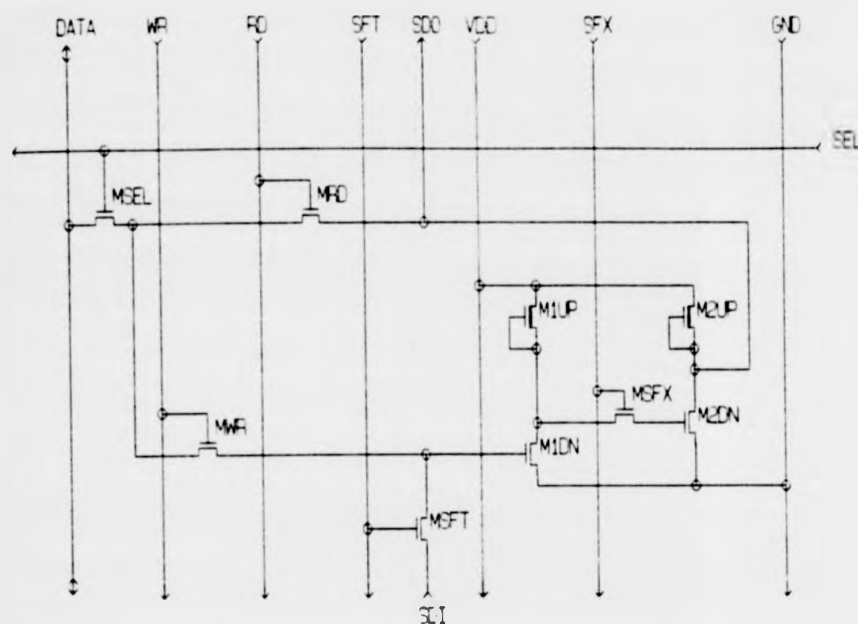 DATA WR RD SFT SDO VDD SFX GND
SEL
MSEL MRD
M1UP M2UP
MSFX
M2DN
MWR
M1DN
MSFT